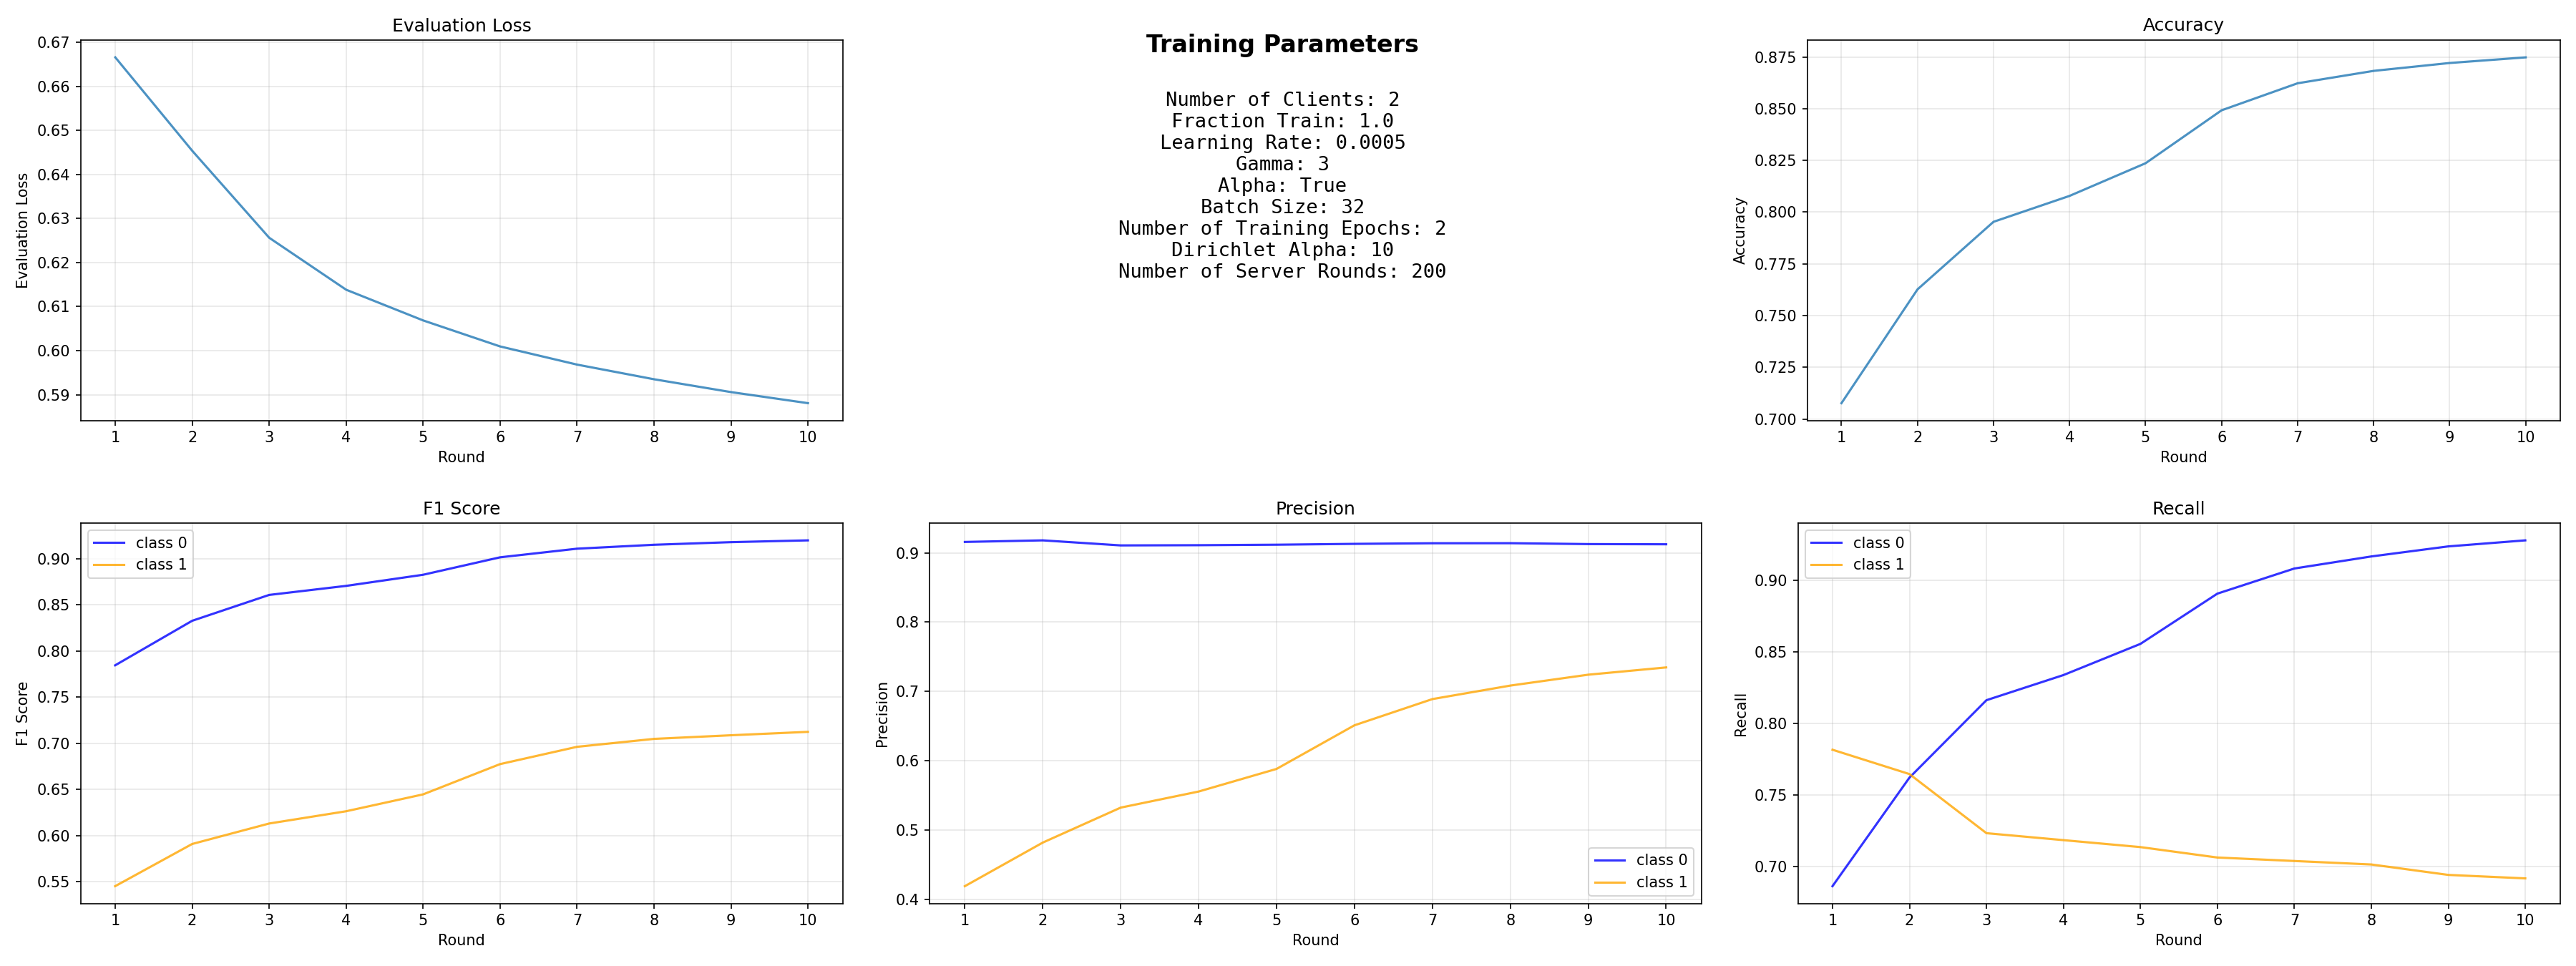 Evaluation Loss
0.67
0.66
0.65
0.64
0.63
0.62
0.61
0.60
0.59
Evaluation Loss
1 2 3 4 5 6 7 8 9 10
Round
Training Parameters
Number of Clients: 2
Fraction Train: 1.0
Learning Rate: 0.0005
Gamma: 3
Alpha: True
Batch Size: 32
Number of Training Epochs: 2
Dirichlet Alpha: 10
Number of Server Rounds: 200
Accuracy
0.875
0.850
0.825
0.800
0.775
0.750
0.725
0.700
Accuracy
1 2 3 4 5 6 7 8 9 10
Round
F1 Score
class 0
class 1
0.90
0.85
0.80
0.75
0.70
0.65
0.60
0.55
F1 Score
1 2 3 4 5 6 7 8 9 10
Round
Precision
0.9
0.8
0.7
0.6
0.5
0.4
Precision
class 0
class 1
1 2 3 4 5 6 7 8 9 10
Round
Recall
class 0
class 1
0.90
0.85
0.80
0.75
0.70
Recall
1 2 3 4 5 6 7 8 9 10
Round